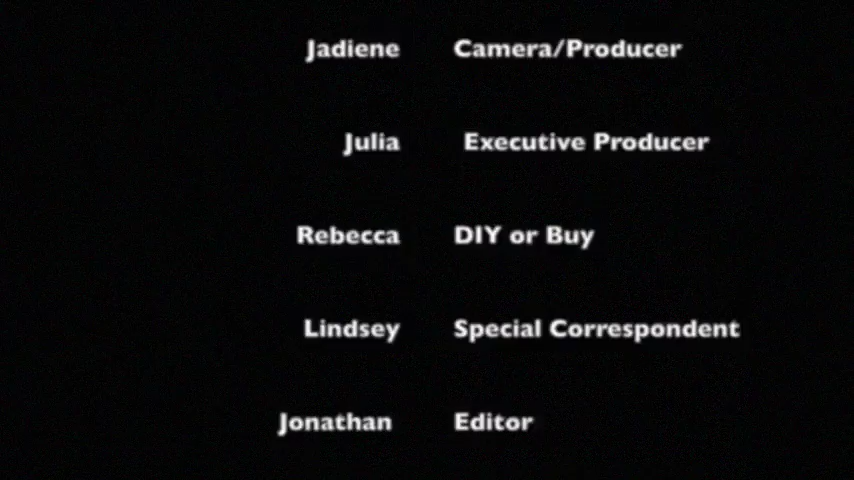 Jadiene Camera/Producer
Julia Executive Producer
Rebecca DIY or Buy
Lindsey Special Correspondent
Jonathan Editor